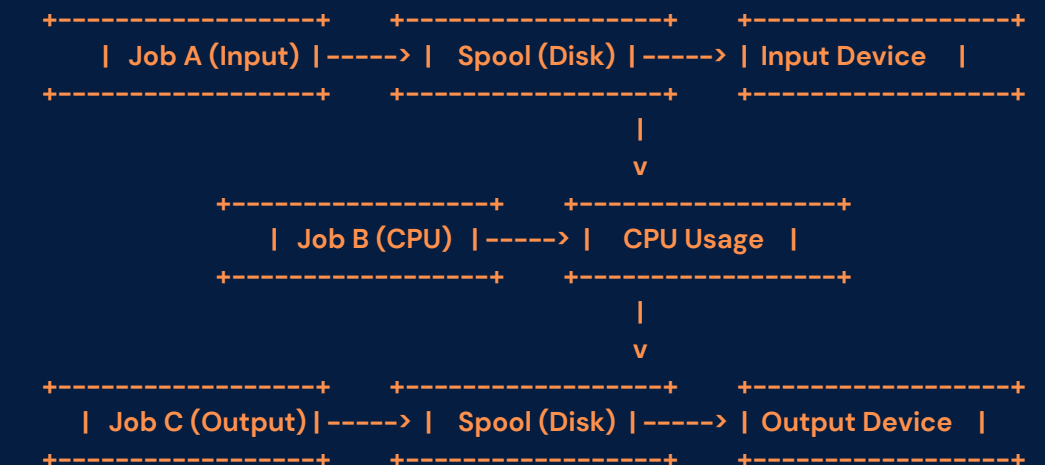 +------------------+ +------------------+ +------------------+
| Job A (Input) |-----> | Spool (Disk) |-----> | Input Device |
+------------------+ +------------------+ +------------------+
|
v
+------------------+ +------------------+
| Job B (CPU) |-----> | CPU Usage |
+------------------+ +------------------+
|
v
+------------------+ +------------------+ +------------------+
| Job C (Output)|-----> | Spool (Disk) |-----> | Output Device |
+------------------+ +------------------+ +------------------+